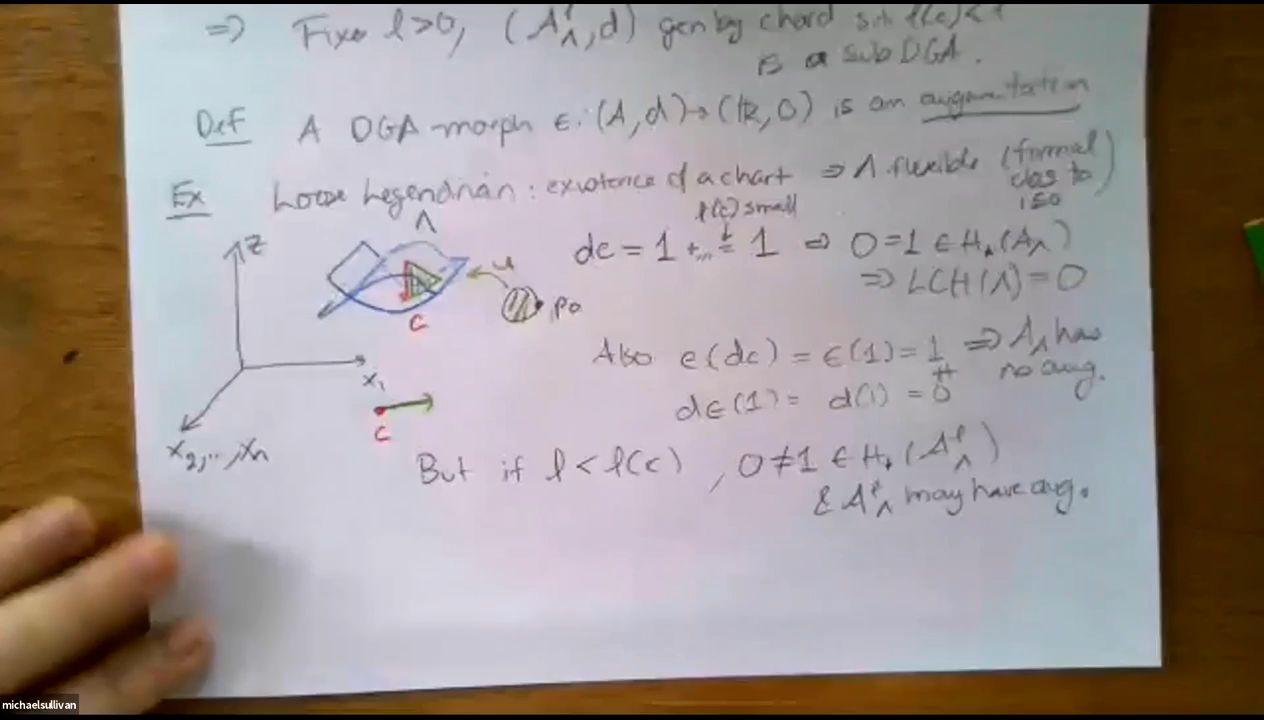 ⇒ Fix l>0, (A^l_Λ, d) gen by chord s.t. l(c)<l
is a sub DGA.
Def A DGA-morph ε: (A,d)→(k,0) is an augmentation
Ex Loose Legendrian: existence of a chart ⇒ Λ flexible (formal clas to iso)
l(c) small
dc = 1 +... = 1 ⇒ 0=1 ∈ H_*(A_Λ)
⇒ LCH(Λ)=0
z
Λ
u
p0
c
x1
c
x2,..,xn
Also ε(dc) = ε(1) = 1 ⇒ A_Λ has
≠
no aug.
dε(1) = d(1) = 0
But if l < l(c), 0≠1 ∈ H_*(A^l_Λ)
& A^l_Λ may have aug.
michaelsullivan